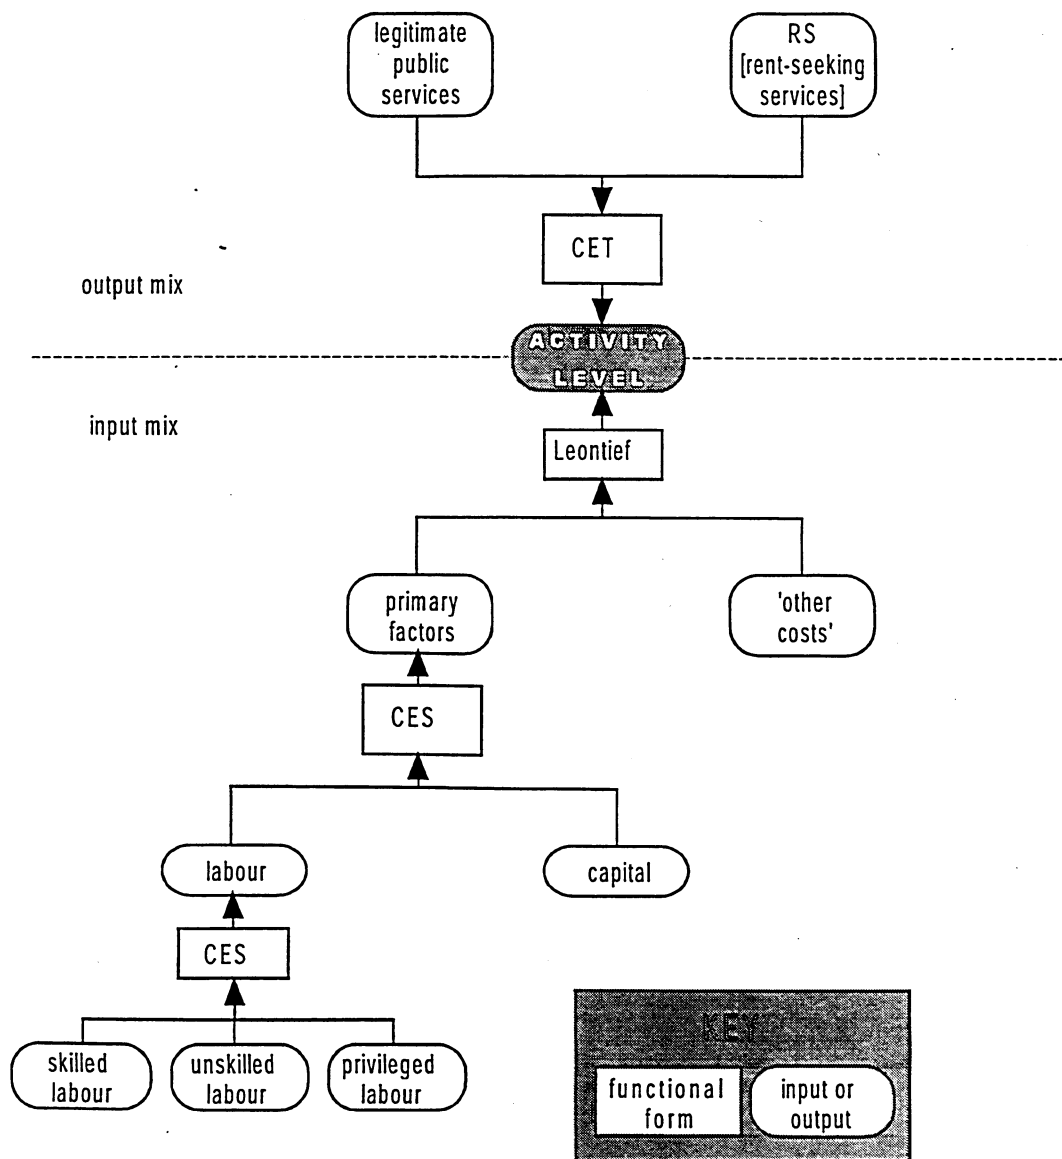 legitimate
public
services
RS
[rent-seeking
services]
CET
output mix
ACTIVITY
LEVEL
input mix
Leontief
primary
factors
'other
costs'
CES
labour
capital
CES
skilled
labour
unskilled
labour
privileged
labour
KEY
functional
form
input or
output